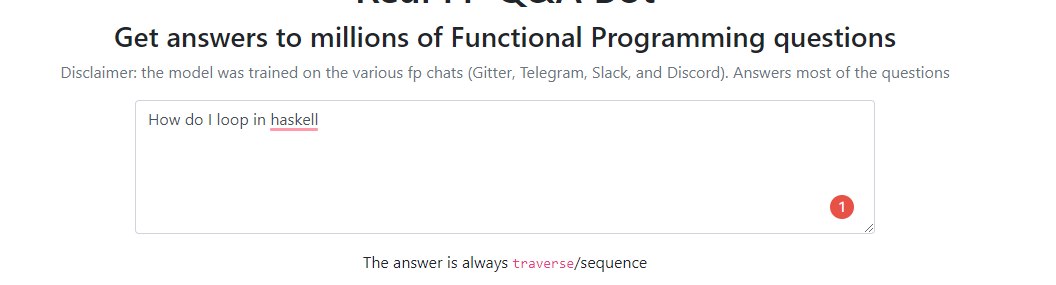 Get answers to millions of Functional Programming questions
Disclaimer: the model was trained on the various fp chats (Gitter, Telegram, Slack, and Discord). Answers most of the questions
How do I loop in haskell
1
The answer is always traverse/sequence